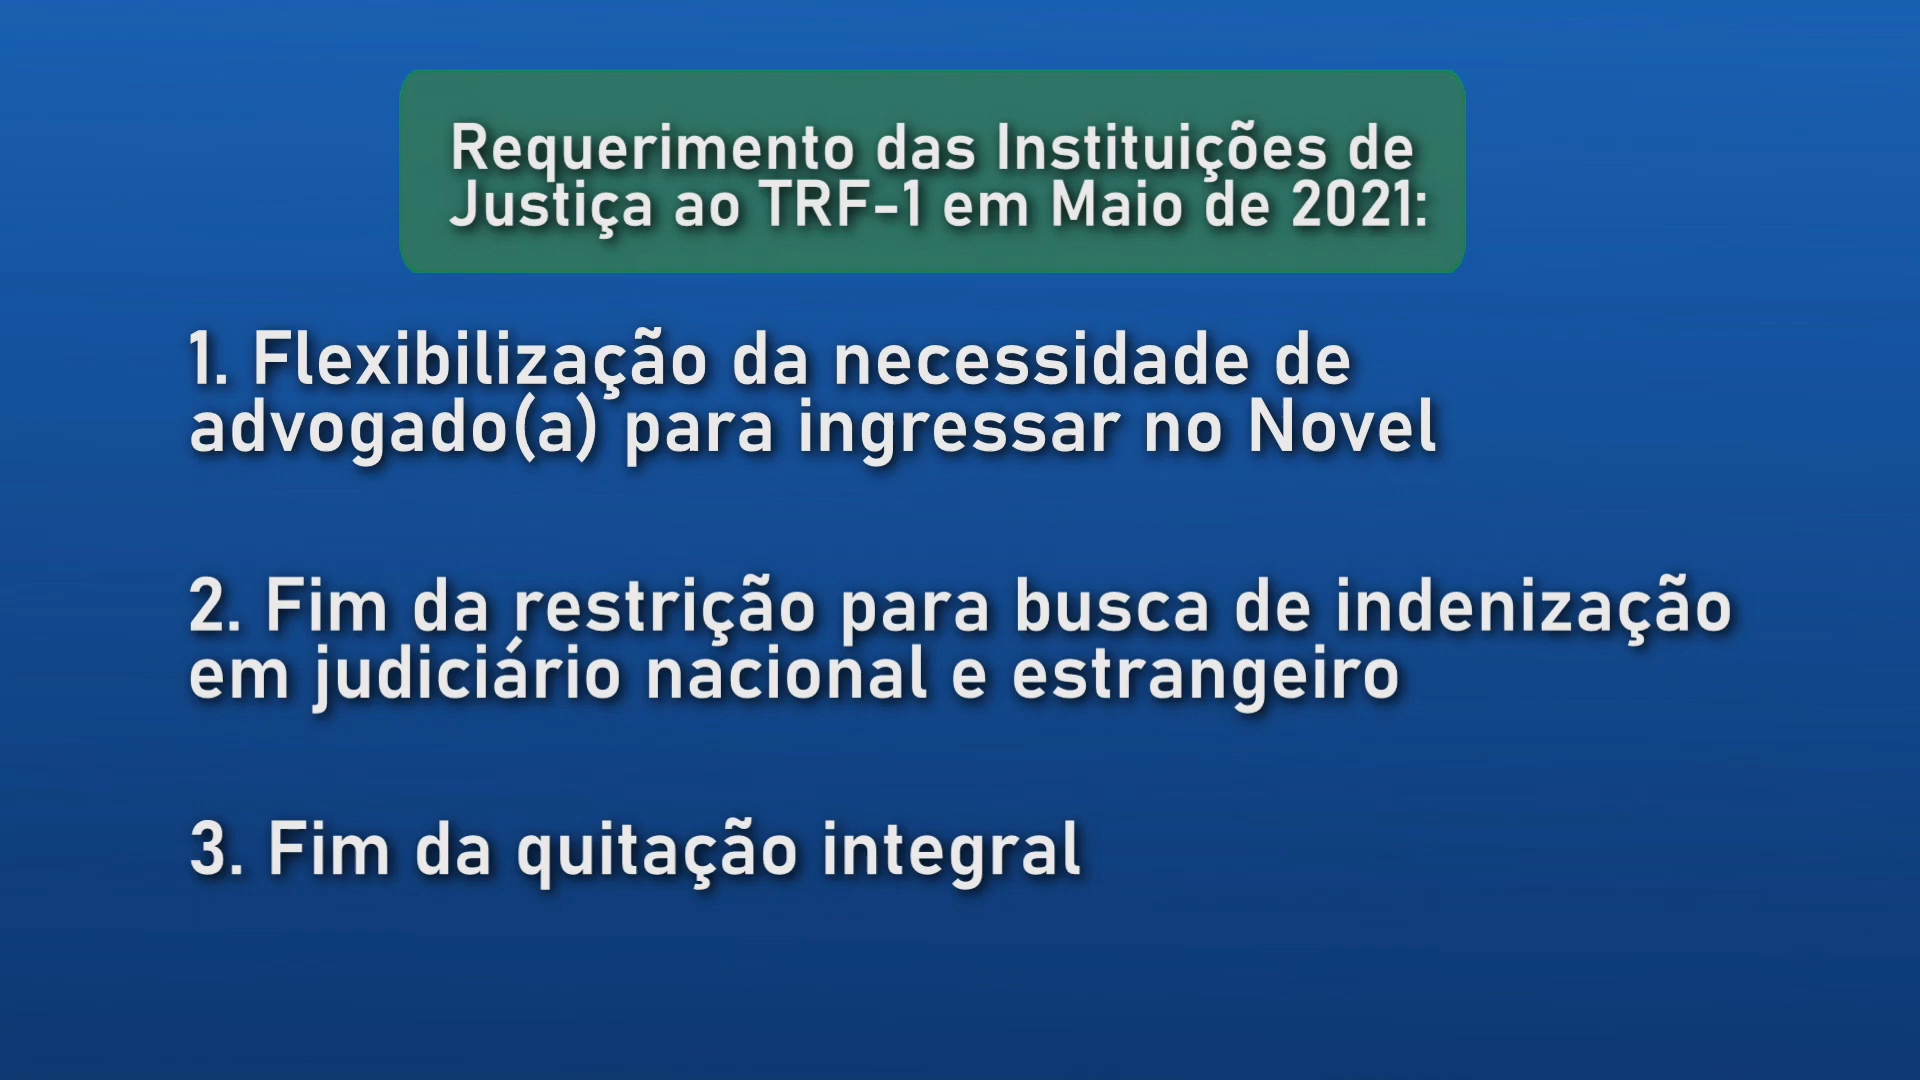 Requerimento das Instituições de
Justiça ao TRF-1 em Maio de 2021:
1. Flexibilização da necessidade de
advogado(a) para ingressar no Novel
2. Fim da restrição para busca de indenização
em judiciário nacional e estrangeiro
3. Fim da quitação integral